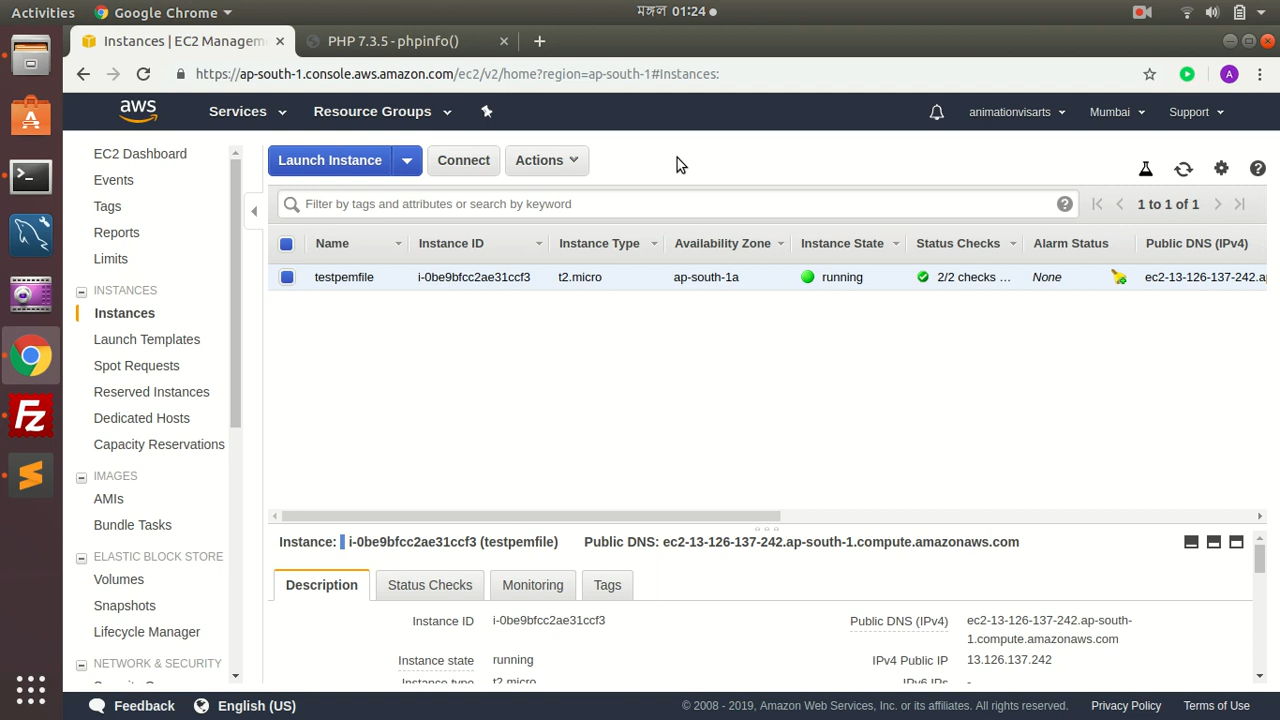 Activities Google Chrome মঙ্গল 01:24
Instances | EC2 Managem PHP 7.3.5 - phpinfo()
https://ap-south-1.console.aws.amazon.com/ec2/v2/home?region=ap-south-1#Instances: A
aws Services Resource Groups animationvisarts Mumbai Support
EC2 Dashboard
Events
Tags
Reports
Limits
INSTANCES
Instances
Launch Templates
Spot Requests
Reserved Instances
Dedicated Hosts
Capacity Reservations
IMAGES
AMIs
Bundle Tasks
ELASTIC BLOCK STORE
Volumes
Snapshots
Lifecycle Manager
NETWORK & SECURITY
Launch Instance Connect Actions
Filter by tags and attributes or search by keyword 1 to 1 of 1
Name Instance ID Instance Type Availability Zone Instance State Status Checks Alarm Status Public DNS (IPv4)
testpemfile i-0be9bfcc2ae31ccf3 t2.micro ap-south-1a running 2/2 checks … None ec2-13-126-137-242.ap
Instance: i-0be9bfcc2ae31ccf3 (testpemfile) Public DNS: ec2-13-126-137-242.ap-south-1.compute.amazonaws.com
Description Status Checks Monitoring Tags
Instance ID i-0be9bfcc2ae31ccf3 Public DNS (IPv4) ec2-13-126-137-242.ap-south-
1.compute.amazonaws.com
Instance state running IPv4 Public IP 13.126.137.242
Instance type t2.micro IPv6 IPs -
Feedback English (US) © 2008 - 2019, Amazon Web Services, Inc. or its affiliates. All rights reserved. Privacy Policy Terms of Use